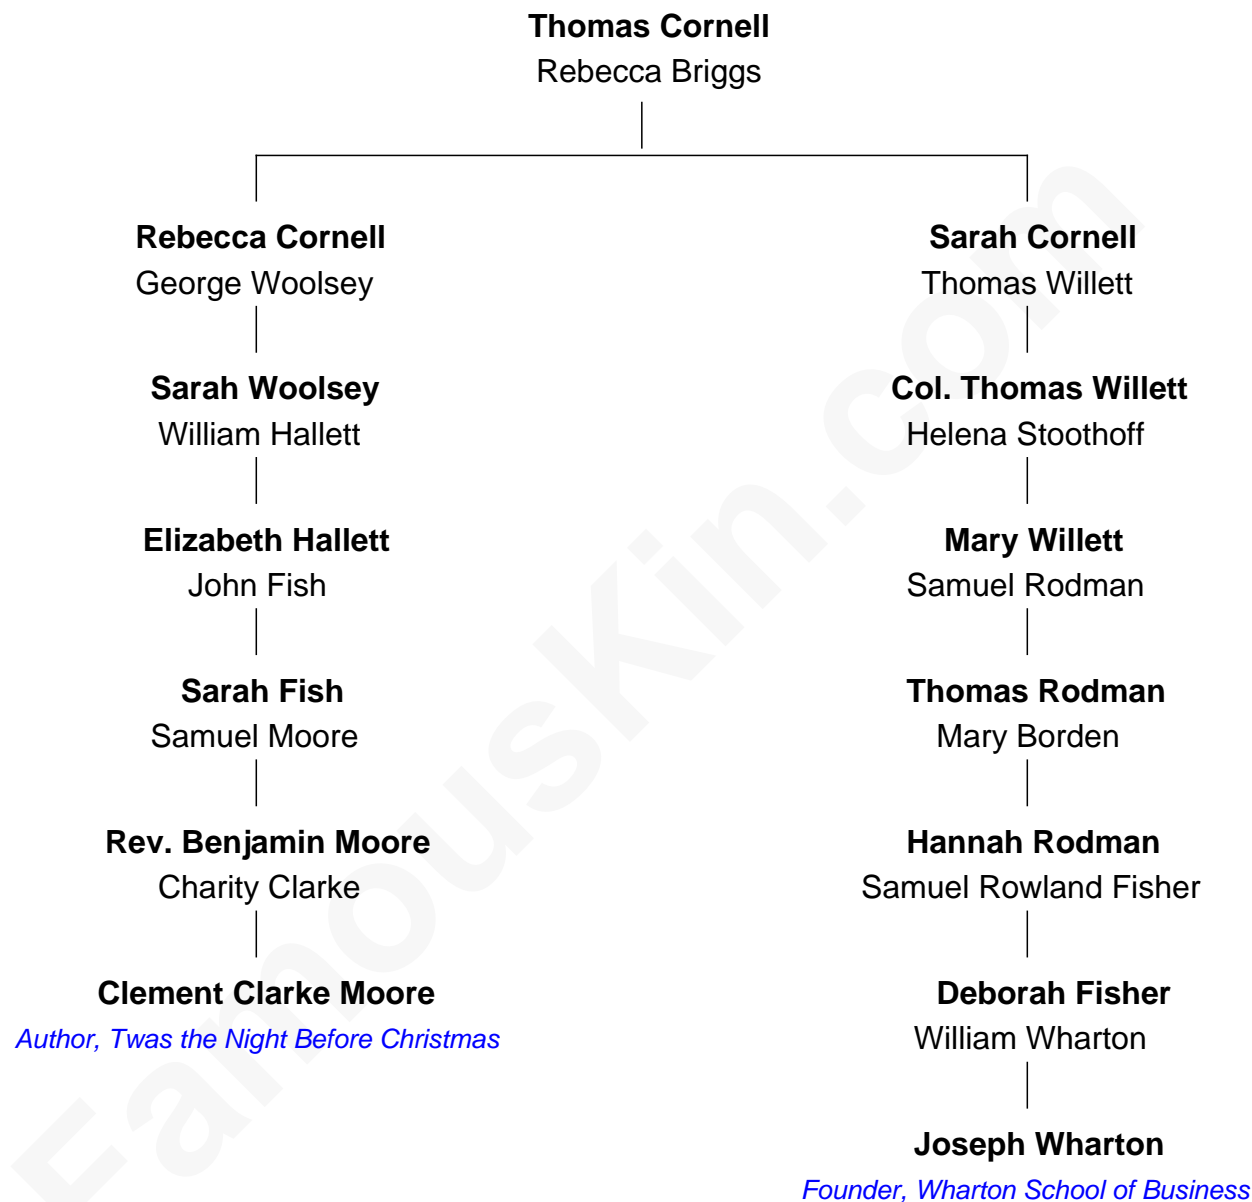 Thomas Cornell
Rebecca Briggs
Rebecca Cornell
George Woolsey
Sarah Woolsey
William Hallett
Elizabeth Hallett
John Fish
Sarah Fish
Samuel Moore
Rev. Benjamin Moore
Charity Clarke
Clement Clarke Moore
Author, Twas the Night Before Christmas
Sarah Cornell
Thomas Willett
Col. Thomas Willett
Helena Stoothoff
Mary Willett
Samuel Rodman
Thomas Rodman
Mary Borden
Hannah Rodman
Samuel Rowland Fisher
Deborah Fisher
William Wharton
Joseph Wharton
Founder, Wharton School of Business
FamousKin.com